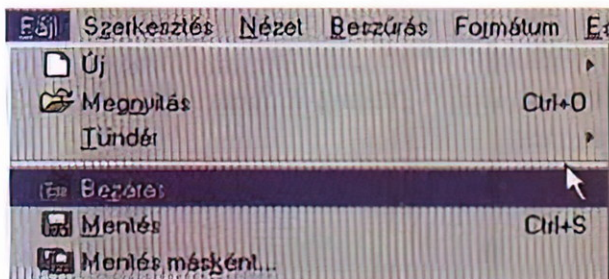 Fájl Szerkesztés Nézet Beszúrás Formátum
Új
Megnyitás Ctrl+O
Tündér
Bezárás
Mentés Ctrl+S
Mentés másként...